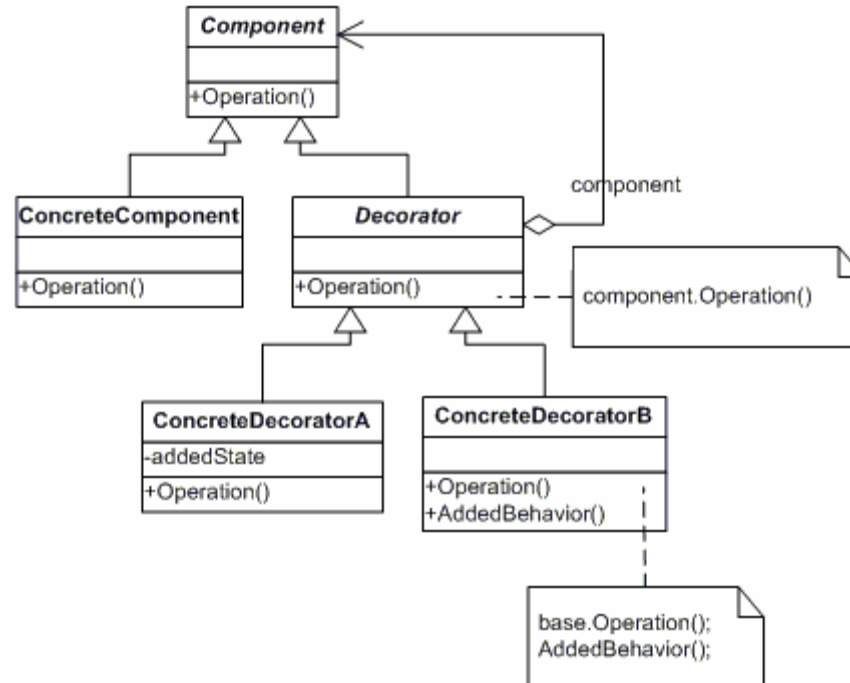 Component
+Operation()
component
ConcreteComponent
+Operation()
Decorator
+Operation()
component.Operation()
ConcreteDecoratorA
-addedState
+Operation()
ConcreteDecoratorB
+Operation()
+AddedBehavior()
base.Operation();
AddedBehavior();